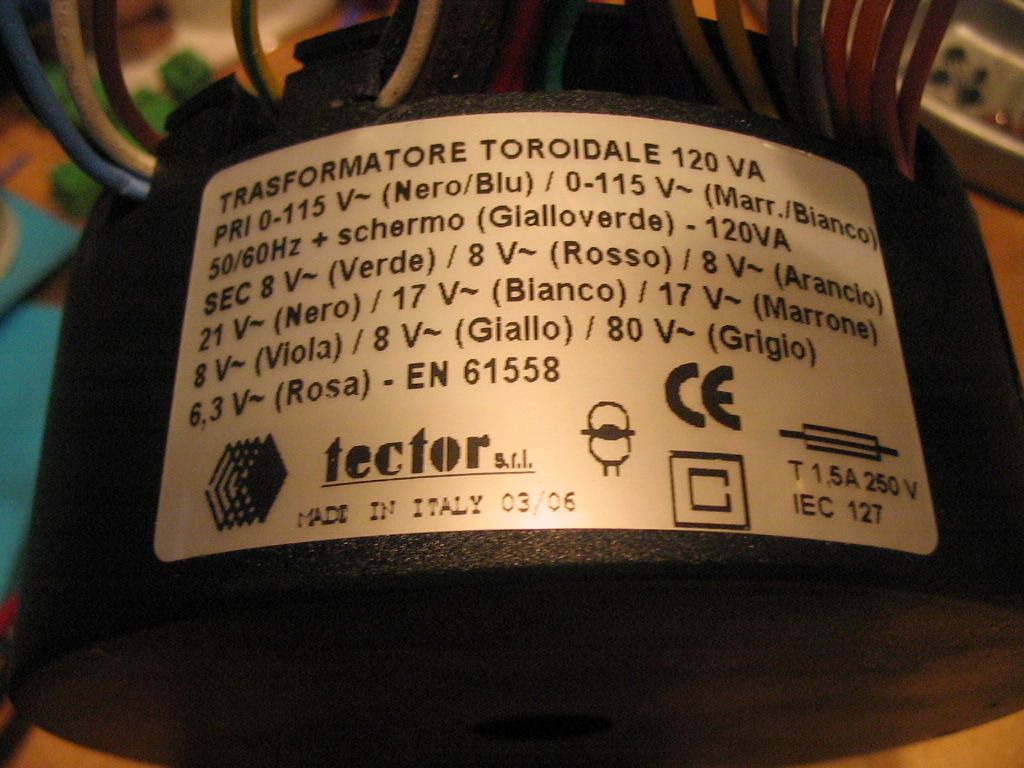 TRASFORMATORE TOROIDALE 120 VA
PRI 0-115 V~ (Nero/Blu) / 0-115 V~ (Marr./Bianco)
50/60Hz + schermo (Gialloverde) - 120VA
SEC 8 V~ (Verde) / 8 V~ (Rosso) / 8 V~ (Arancio)
21 V~ (Nero) / 17 V~ (Bianco) / 17 V~ (Marrone)
8 V~ (Viola) / 8 V~ (Giallo) / 80 V~ (Grigio)
6,3 V~ (Rosa) - EN 61558
CE
tector s.r.l.
MADE IN ITALY 03/06
T 1,5A 250 V
IEC 127